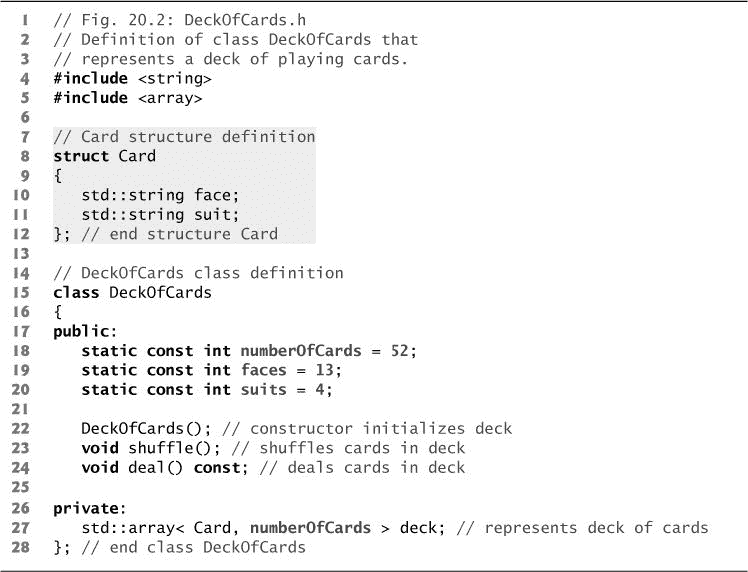 1 // Fig. 20.2: DeckOfCards.h
2 // Definition of class DeckOfCards that
3 // represents a deck of playing cards.
4 #include <string>
5 #include <array>
6
7 // Card structure definition
8 struct Card
9 {
10    std::string face;
11    std::string suit;
12 }; // end structure Card
13
14 // DeckOfCards class definition
15 class DeckOfCards
16 {
17 public:
18    static const int numberOfCards = 52;
19    static const int faces = 13;
20    static const int suits = 4;
21
22    DeckOfCards(); // constructor initializes deck
23    void shuffle(); // shuffles cards in deck
24    void deal() const; // deals cards in deck
25
26 private:
27    std::array< Card, numberOfCards > deck; // represents deck of cards
28 }; // end class DeckOfCards